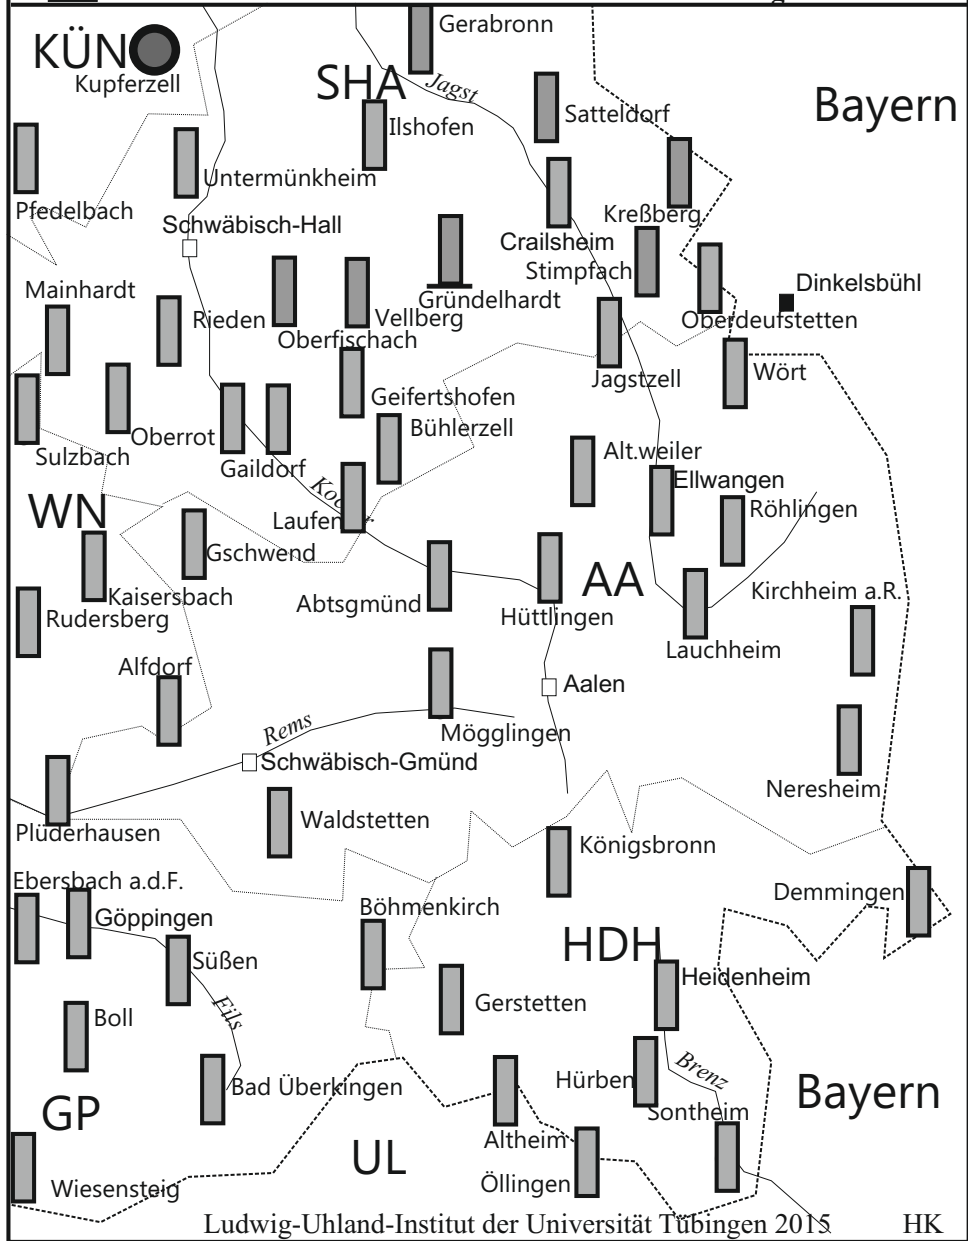 Gerabronn
KÜN
Kupferzell
SHA
Jagst
Bayern
Satteldorf
Ilshofen
Untermünkheim
Pfedelbach
Kreßberg
Schwäbisch-Hall
Crailsheim
Stimpfach
Dinkelsbühl
Mainhardt
Gründelhardt
Rieden
Vellberg
Oberdeufstetten
Oberfischach
Jagstzell
Wört
Geifertshofen
Bühlerzell
Oberrot
Alt.weiler
Sulzbach
Gaildorf
Ellwangen
WN
Röhlingen
Laufen
Gschwend
AA
Kirchheim a.R.
Kaisersbach
Abtsgmünd
Hüttlingen
Rudersberg
Lauchheim
Alfdorf
Aalen
Rems
Mögglingen
Schwäbisch-Gmünd
Neresheim
Waldstetten
Plüderhausen
Königsbronn
Ebersbach a.d.F.
Demmingen
Göppingen
Böhmenkirch
HDH
Süßen
Heidenheim
Gerstetten
Fils
Boll
Brenz
Bad Überkingen
Hürben
Bayern
GP
Sontheim
Altheim
UL
Öllingen
Wiesensteig
Ludwig-Uhland-Institut der Universität Tübingen 2015 HK